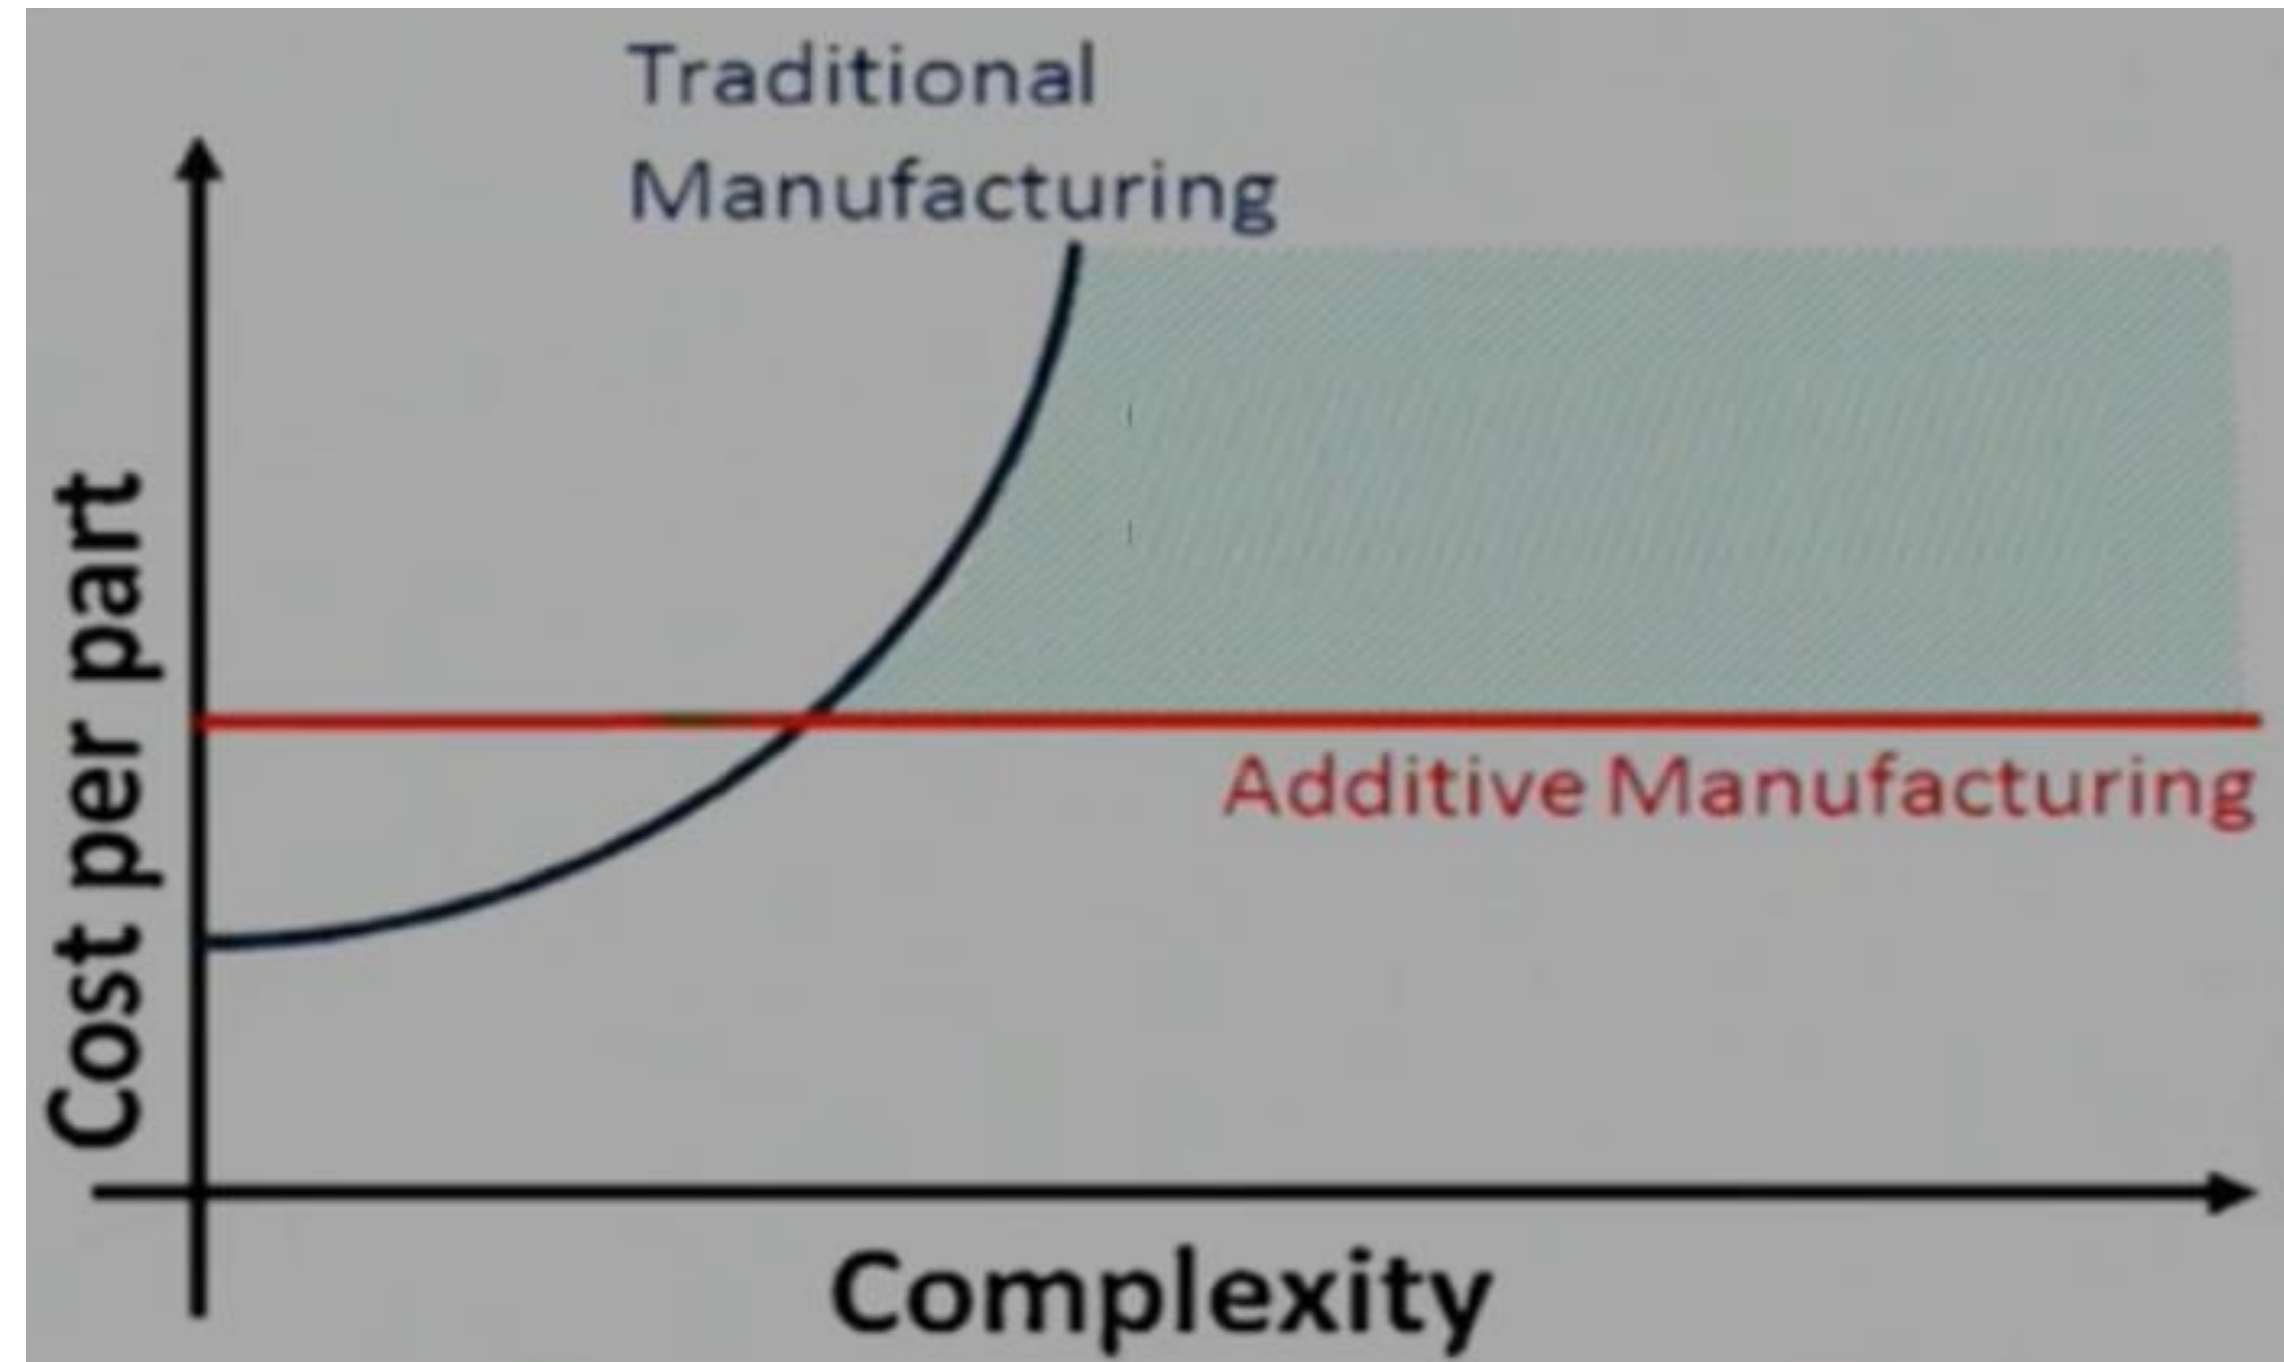 Traditional
Manufacturing
Cost per part
Additive Manufacturing
Complexity